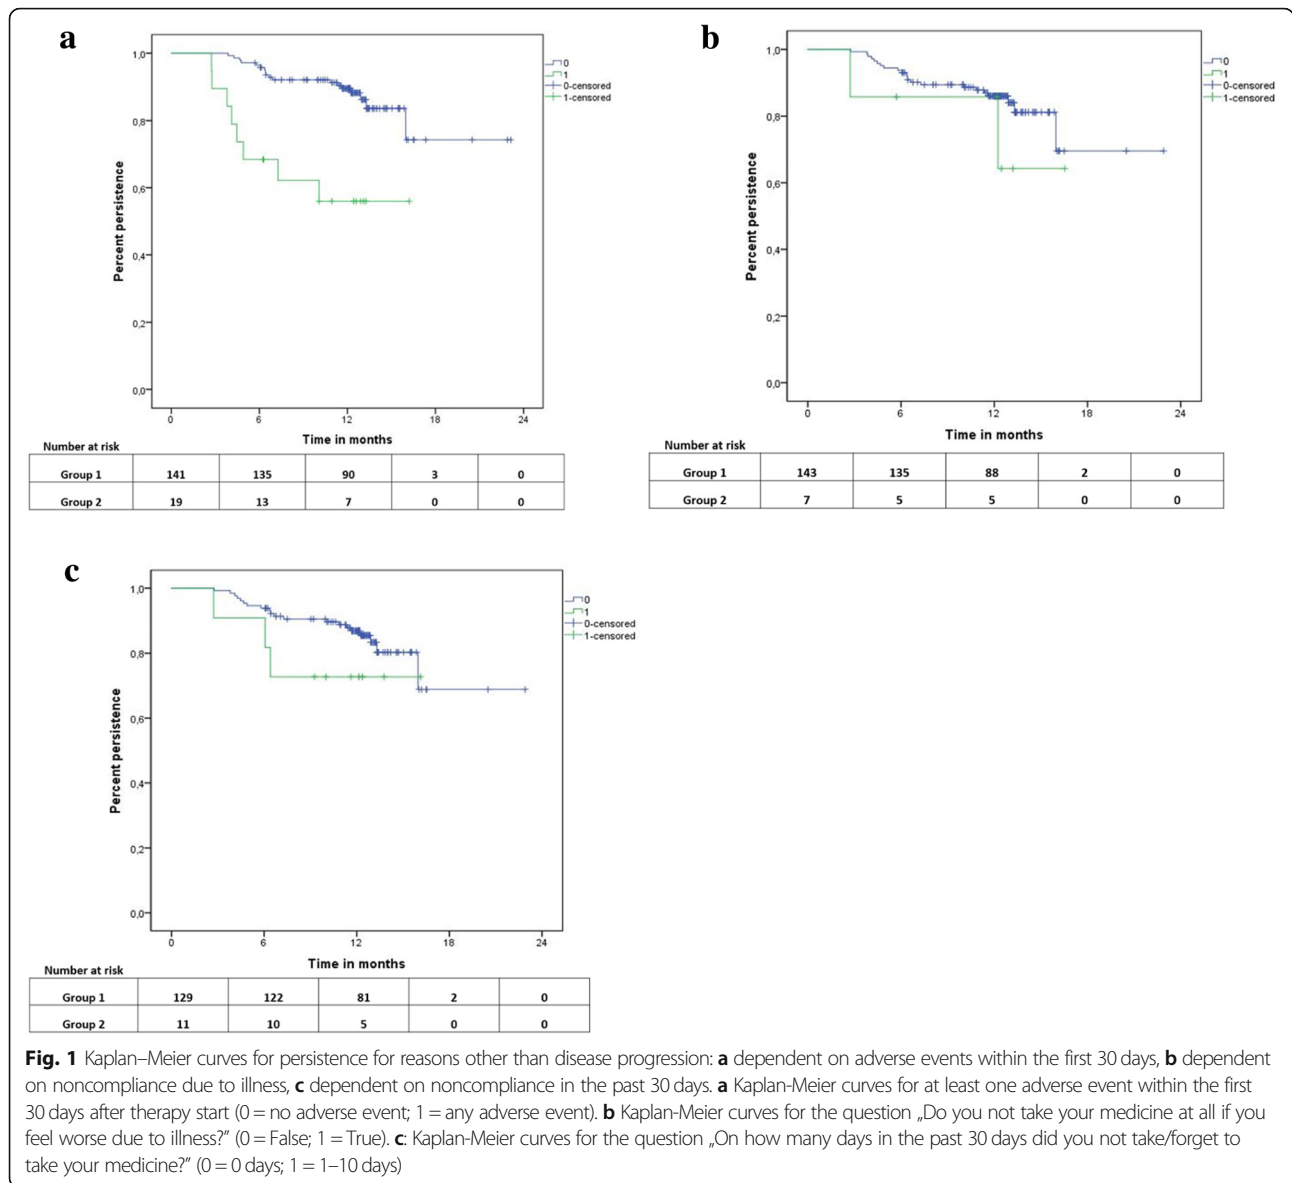 a
1,0
0,8
0,6
0,4
0,2
0,0
Percent persistence
0 6 12 18 24
Time in months
0
1
0-censored
1-censored
Number at risk
Group 1 141 135 90 3 0
Group 2 19 13 7 0 0
b
1,0
0,8
0,6
0,4
0,2
0,0
Percent persistence
0 6 12 18 24
Time in months
0
1
0-censored
1-censored
Number at risk
Group 1 143 135 88 2 0
Group 2 7 5 5 0 0
c
1,0
0,8
0,6
0,4
0,2
0,0
Percent persistence
0 6 12 18 24
Time in months
0
1
0-censored
1-censored
Number at risk
Group 1 129 122 81 2 0
Group 2 11 10 5 0 0
Fig. 1 Kaplan–Meier curves for persistence for reasons other than disease progression: a dependent on adverse events within the first 30 days, b dependent
on noncompliance due to illness, c dependent on noncompliance in the past 30 days. a Kaplan-Meier curves for at least one adverse event within the first
30 days after therapy start (0 = no adverse event; 1 = any adverse event). b Kaplan-Meier curves for the question „Do you not take your medicine at all if you
feel worse due to illness?” (0 = False; 1 = True). c: Kaplan-Meier curves for the question „On how many days in the past 30 days did you not take/forget to
take your medicine?” (0 = 0 days; 1 = 1–10 days)